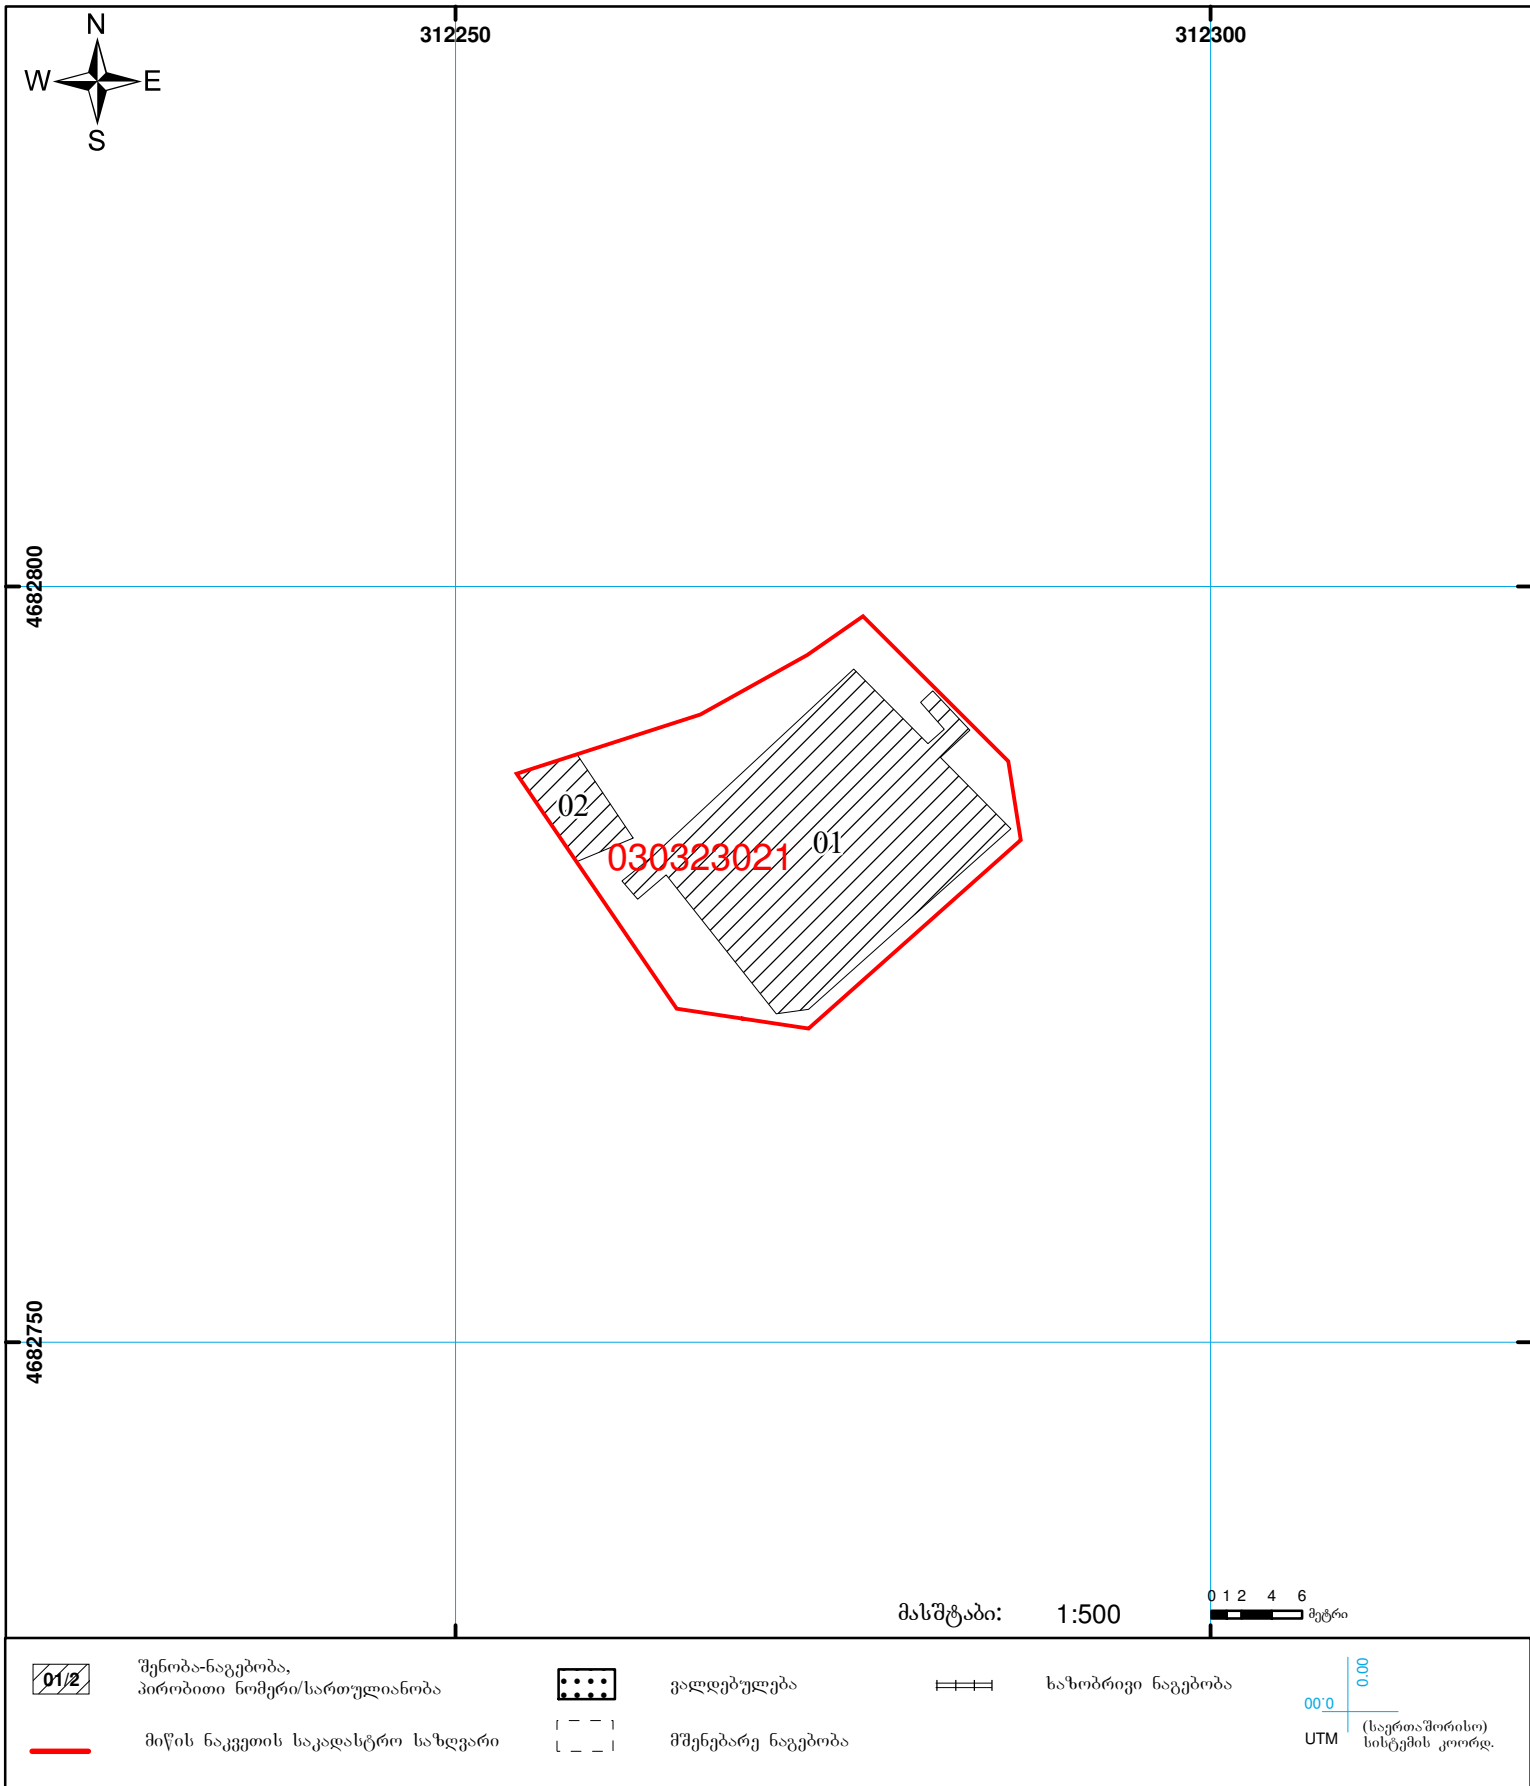 N
W E
S
312250
312300
4682800
4682750
02
01
030323021
მასშტაბი: 1:500
0 1 2 4 6
მეტრი
01/2
შენობა-ნაგებობა,
პირობითი ნომერი/სართულიანობა
ვალდებულება
ხაზობრივი ნაგებობა
მიწის ნაკვეთის საკადასტრო საზღვარი
მშენებარე ნაგებობა
00.0
0.00
UTM
(საერთაშორისო)
სისტემის კოორდ.